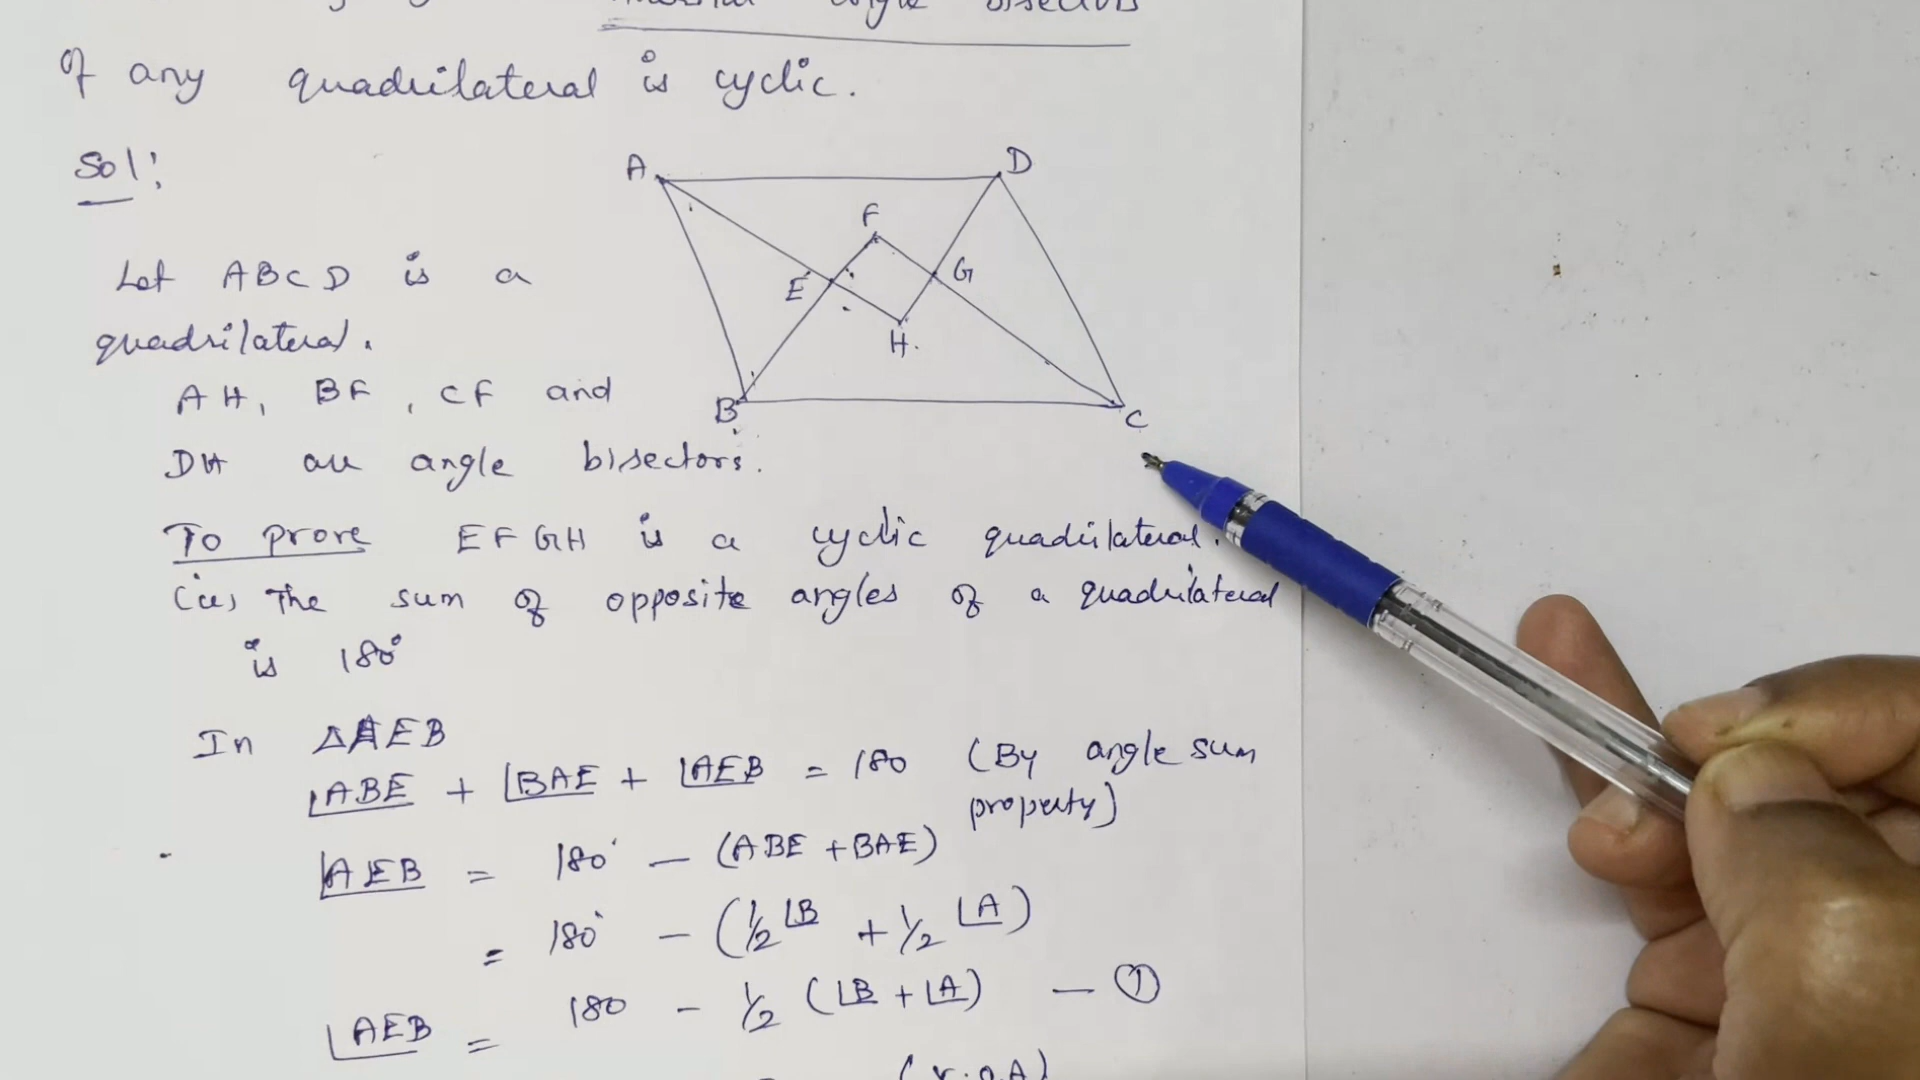 angle bisectors
of any quadrilateral is cyclic.
Sol:
A
D
F
E
G
H.
B
C
Let ABCD is a
quadrilateral.
AH, BF, CF and
DH are angle bisectors.
To prove EFGH is a cyclic quadrilateral.
(ie) The sum of opposite angles of a quadrilateral
is 180°
In △AEB
∠ABE + ∠BAE + ∠AEB = 180 (By angle sum
property)
∠AEB = 180° - (ABE + BAE)
= 180° - (1/2 ∠B + 1/2 ∠A)
∠AEB = 180 - 1/2 (∠B + ∠A) - ①
(V.O.A)